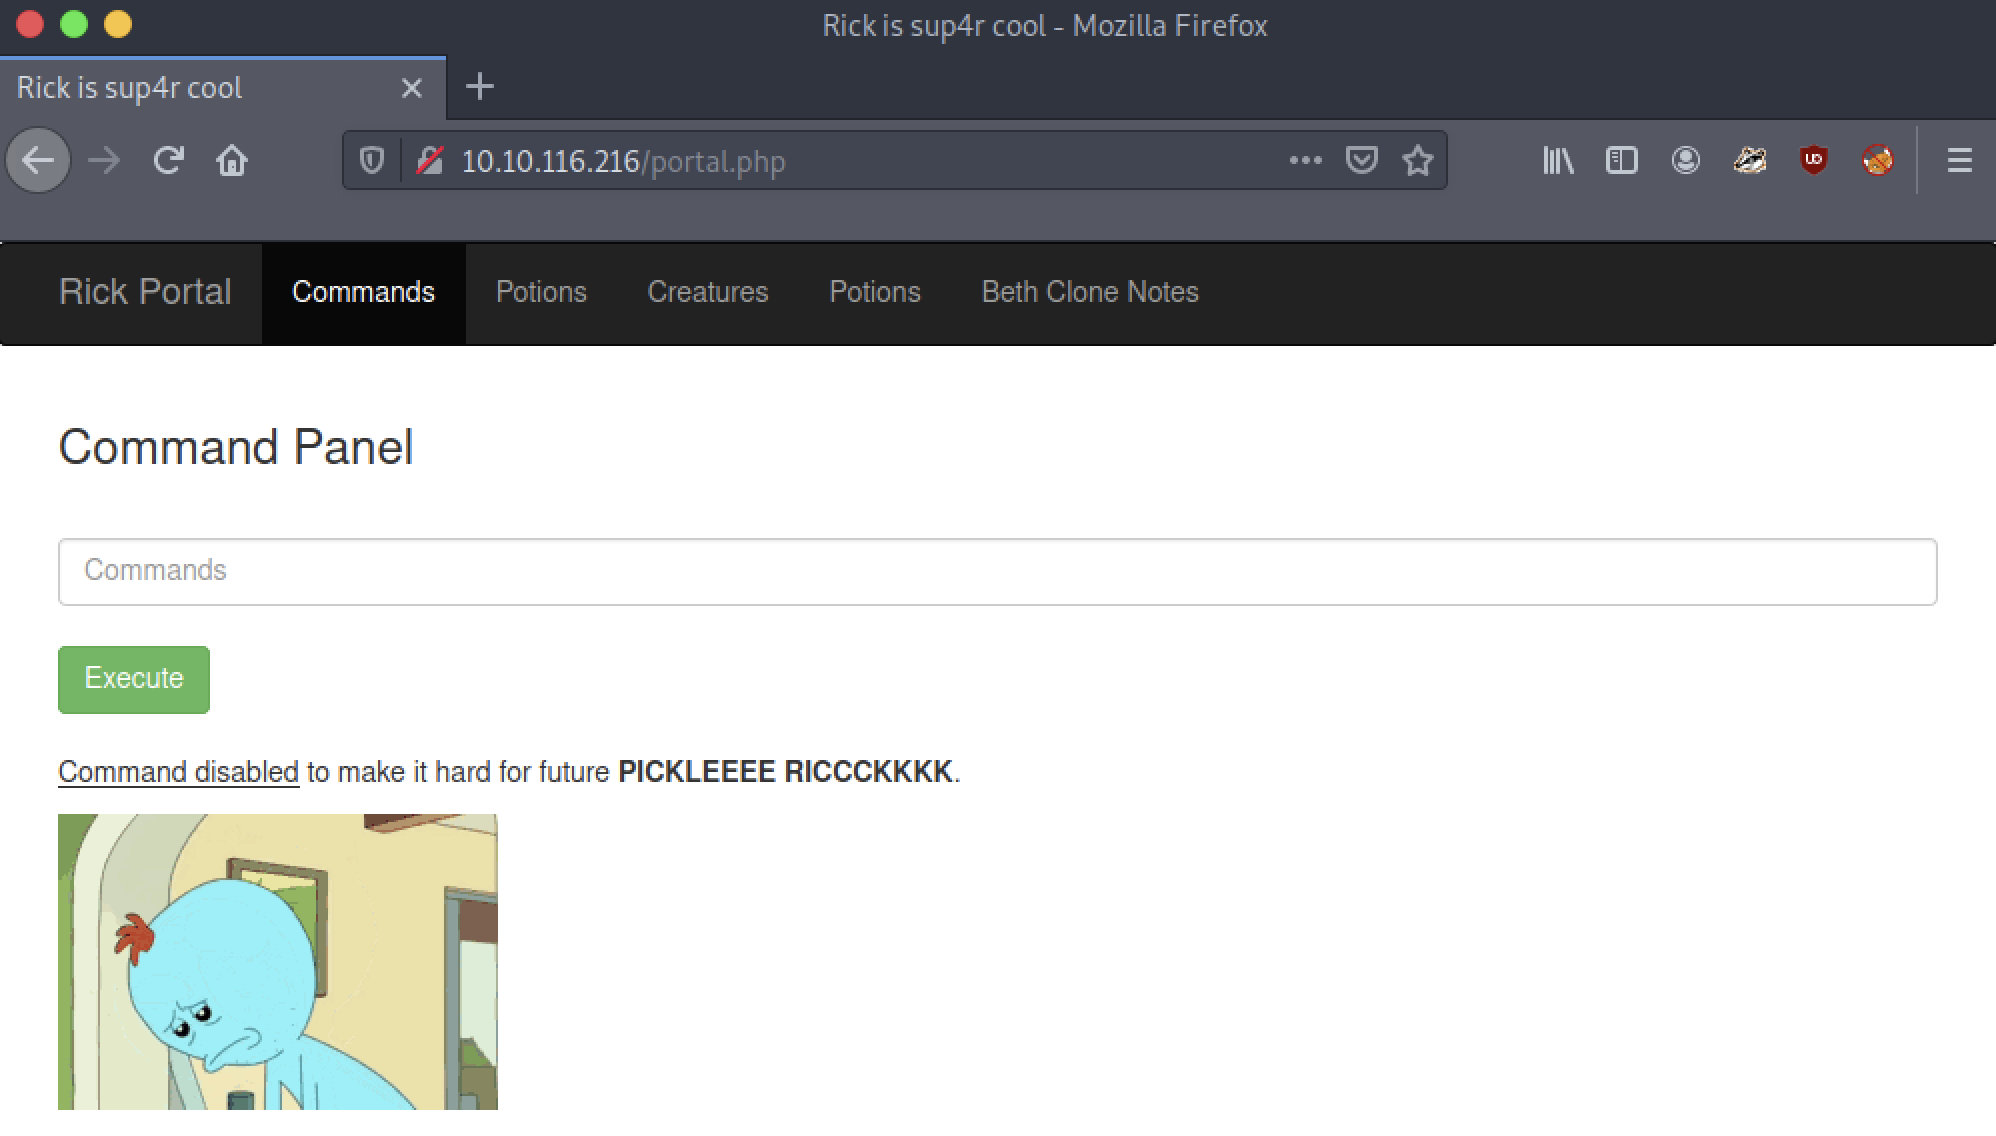 Rick is sup4r cool - Mozilla Firefox
Rick is sup4r cool
10.10.116.216/portal.php
Rick Portal Commands Potions Creatures Potions Beth Clone Notes
Command Panel
Commands
Execute
Command disabled to make it hard for future PICKLEEEE RICCCKKKK.